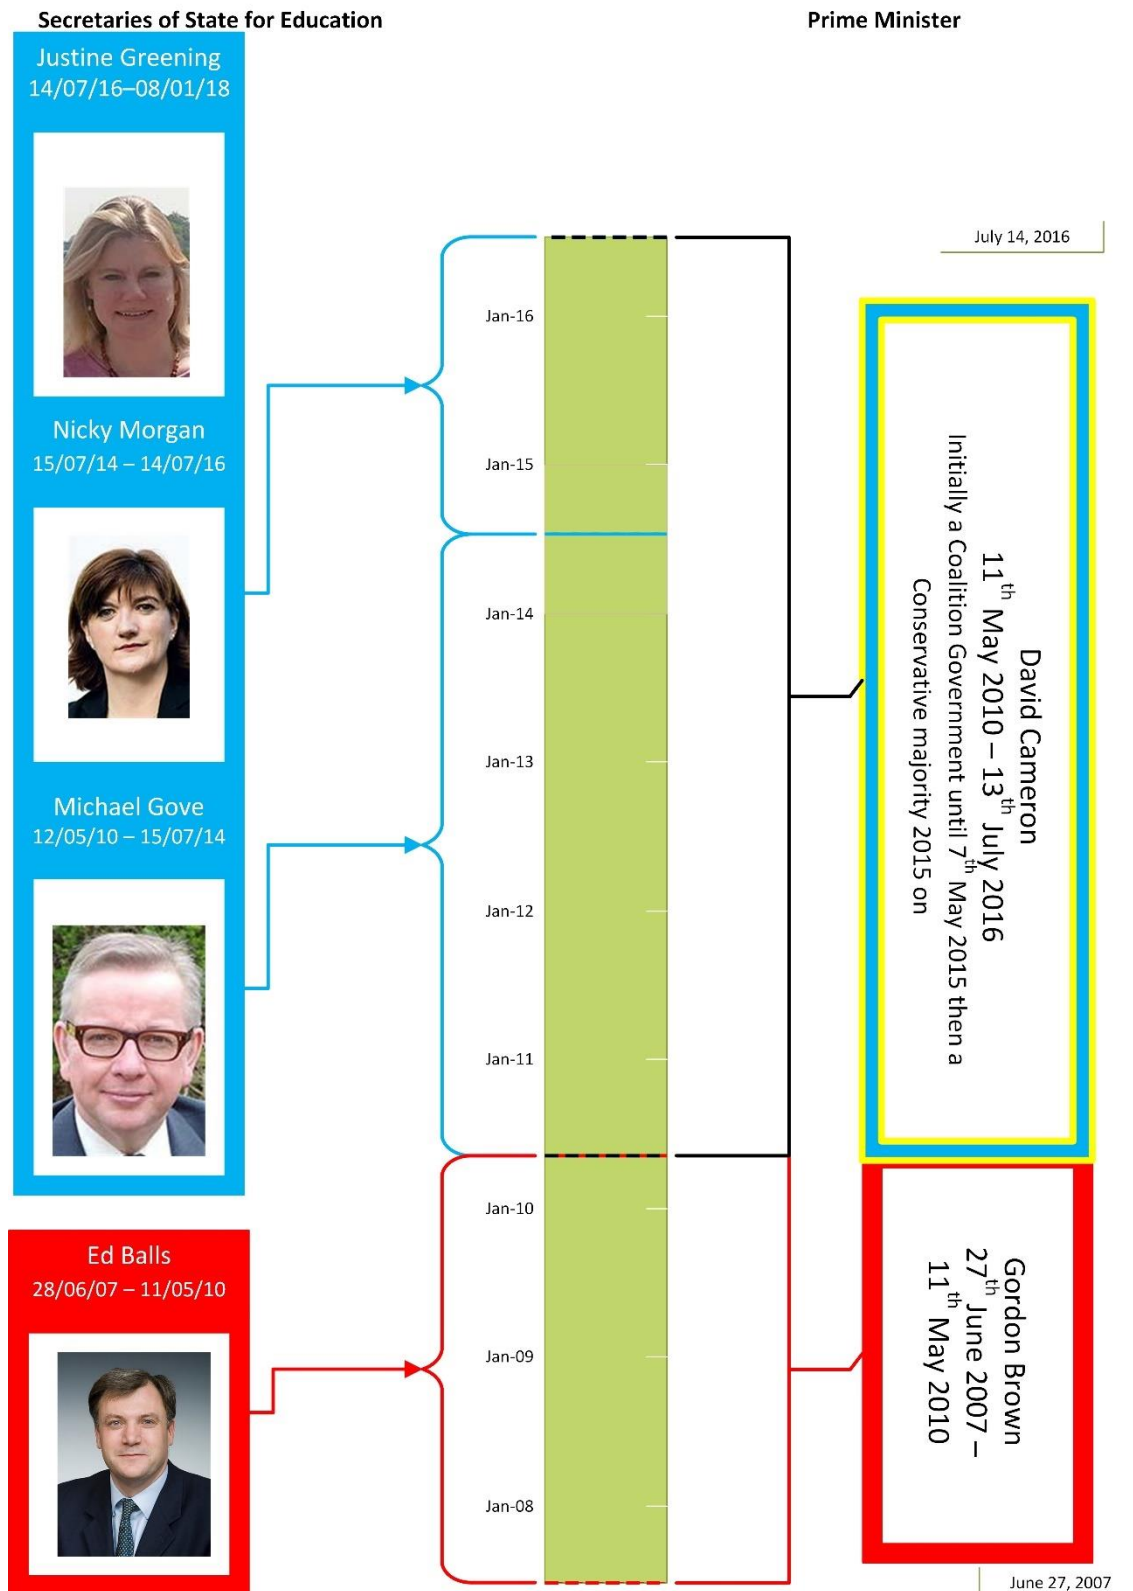 Secretaries of State for Education
Prime Minister
Justine Greening
14/07/16–08/01/18
Nicky Morgan
15/07/14 – 14/07/16
Michael Gove
12/05/10 – 15/07/14
Ed Balls
28/06/07 – 11/05/10
Jan-16
Jan-15
Jan-14
Jan-13
Jan-12
Jan-11
Jan-10
Jan-09
Jan-08
July 14, 2016
David Cameron
11th May 2010 – 13th July 2016
Initially a Coalition Government until 7th May 2015 then a
Conservative majority 2015 on
Gordon Brown
27th June 2007 –
11th May 2010
June 27, 2007